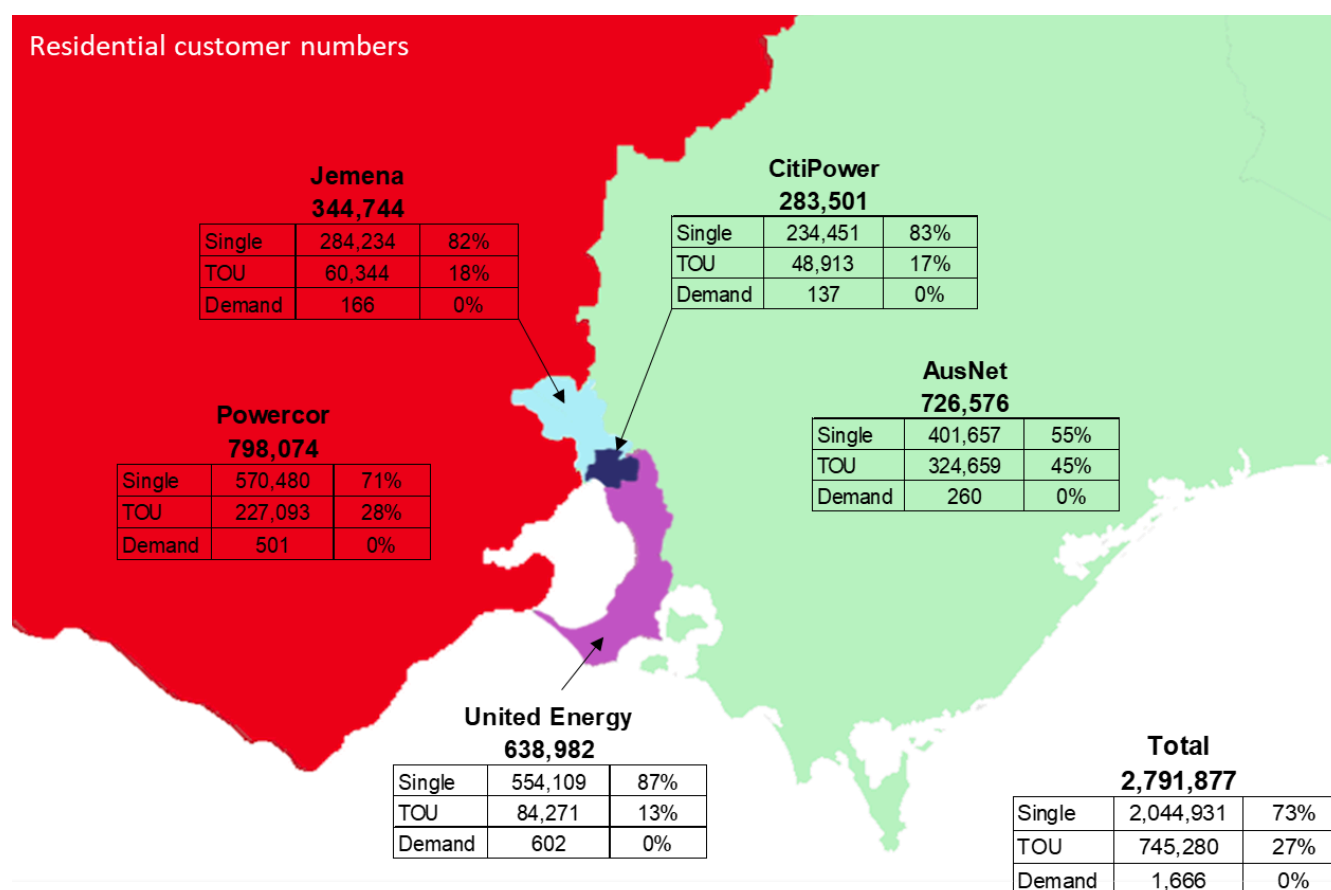 Residential customer numbers
Jemena
344,744
Single 284,234 82%
TOU 60,344 18%
Demand 166 0%
CitiPower
283,501
Single 234,451 83%
TOU 48,913 17%
Demand 137 0%
AusNet
726,576
Single 401,657 55%
TOU 324,659 45%
Demand 260 0%
Powercor
798,074
Single 570,480 71%
TOU 227,093 28%
Demand 501 0%
United Energy
638,982
Single 554,109 87%
TOU 84,271 13%
Demand 602 0%
Total
2,791,877
Single 2,044,931 73%
TOU 745,280 27%
Demand 1,666 0%